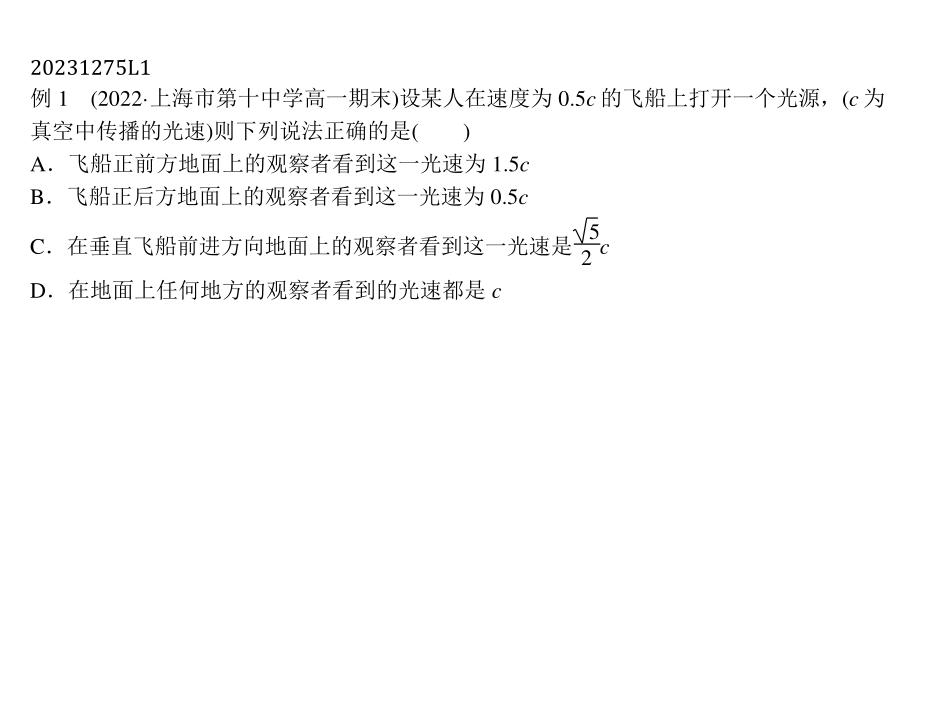 20231275L1
例 1　(2022·上海市第十中学高一期末)设某人在速度为 0.5c 的飞船上打开一个光源，(c 为
真空中传播的光速)则下列说法正确的是(　　)
A．飞船正前方地面上的观察者看到这一光速为 1.5c
B．飞船正后方地面上的观察者看到这一光速为 0.5c
C．在垂直飞船前进方向地面上的观察者看到这一光速是√5/2c
D．在地面上任何地方的观察者看到的光速都是 c